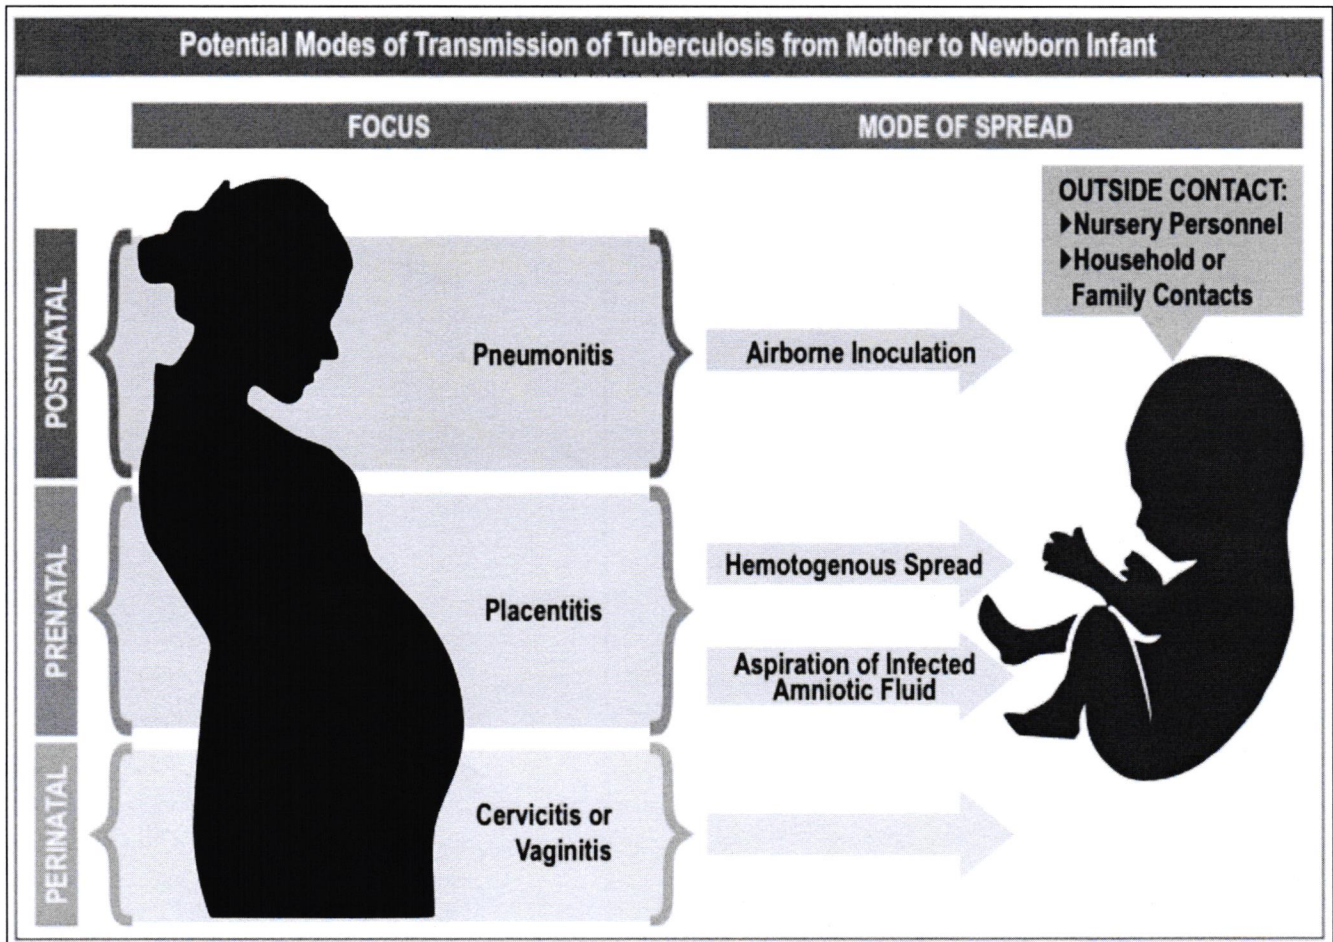 Potential Modes of Transmission of Tuberculosis from Mother to Newborn Infant
FOCUS
MODE OF SPREAD
OUTSIDE CONTACT:
▶Nursery Personnel
▶Household or
Family Contacts
POSTNATAL
Pneumonitis
Airborne Inoculation
PRENATAL
Placentitis
Hemotogenous Spread
Aspiration of Infected
Amniotic Fluid
PERINATAL
Cervicitis or
Vaginitis